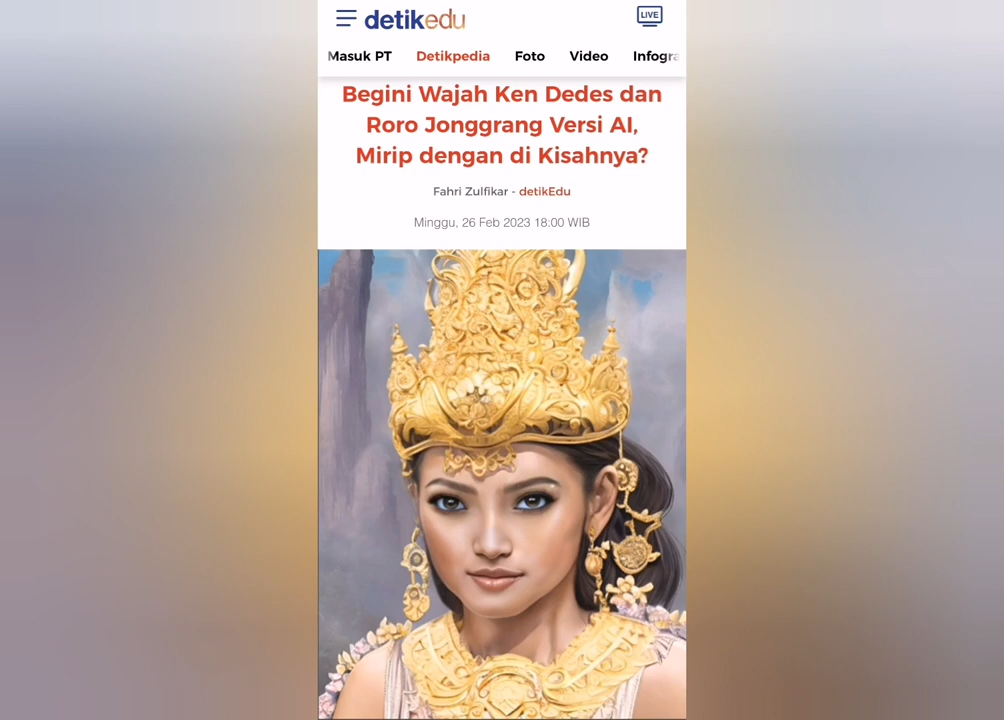 detikedu
LIVE
Masuk PT Detikpedia Foto Video Infogra
Begini Wajah Ken Dedes dan
Roro Jonggrang Versi AI,
Mirip dengan di Kisahnya?
Fahri Zulfikar - detikEdu
Minggu, 26 Feb 2023 18:00 WIB